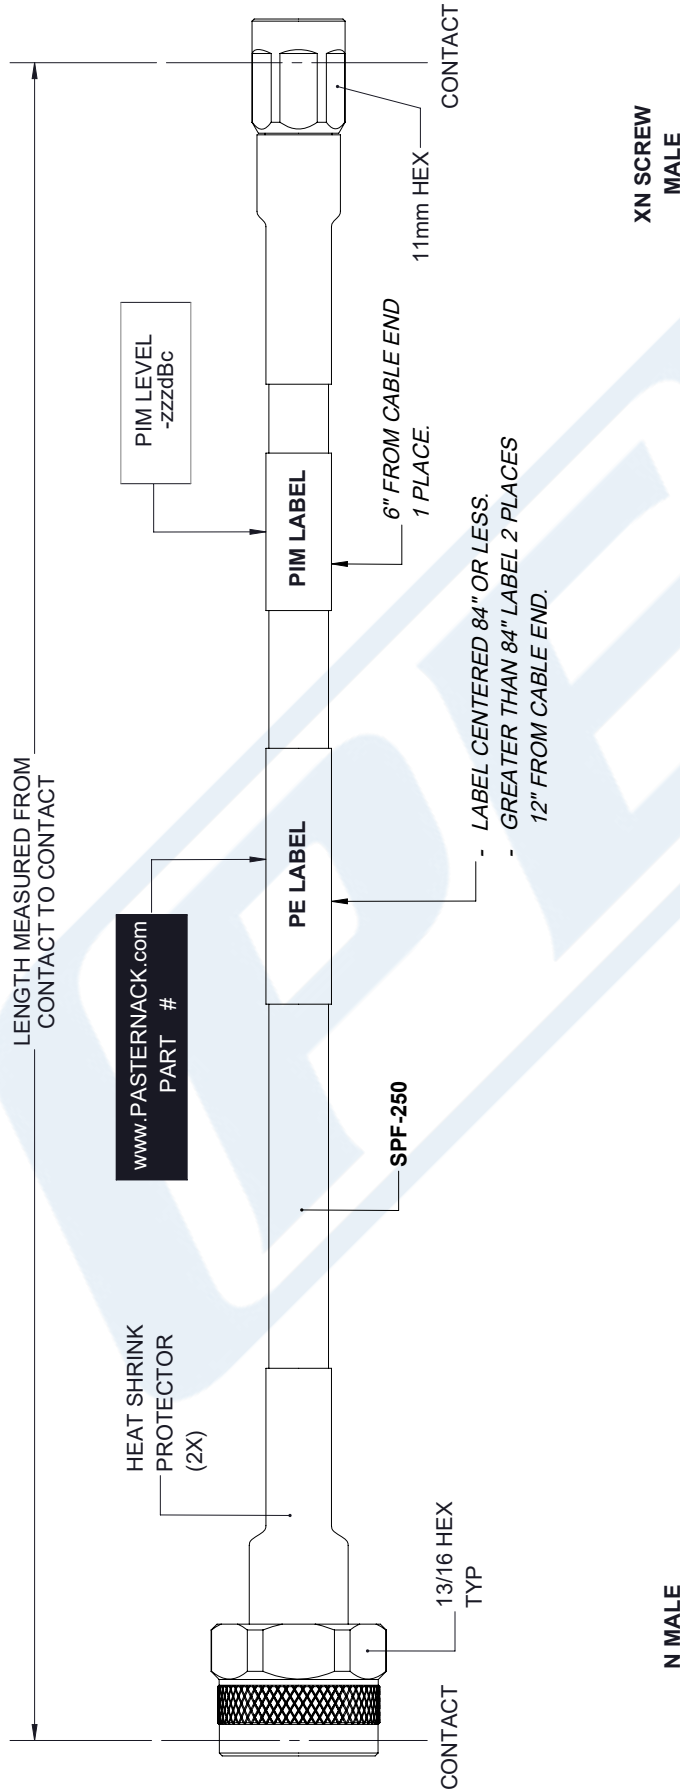 LENGTH MEASURED FROM
CONTACT TO CONTACT
HEAT SHRINK
PROTECTOR
(2X)
www.PASTERNACK.com
PART #
PIM LEVEL
-zzzdBc
PE LABEL
PIM LABEL
SPF-250
6" FROM CABLE END
1 PLACE.
11mm HEX
CONTACT
13/16 HEX
TYP
CONTACT
- LABEL CENTERED 84" OR LESS.
- GREATER THAN 84" LABEL 2 PLACES
12" FROM CABLE END.
N MALE
XN SCREW
MALE